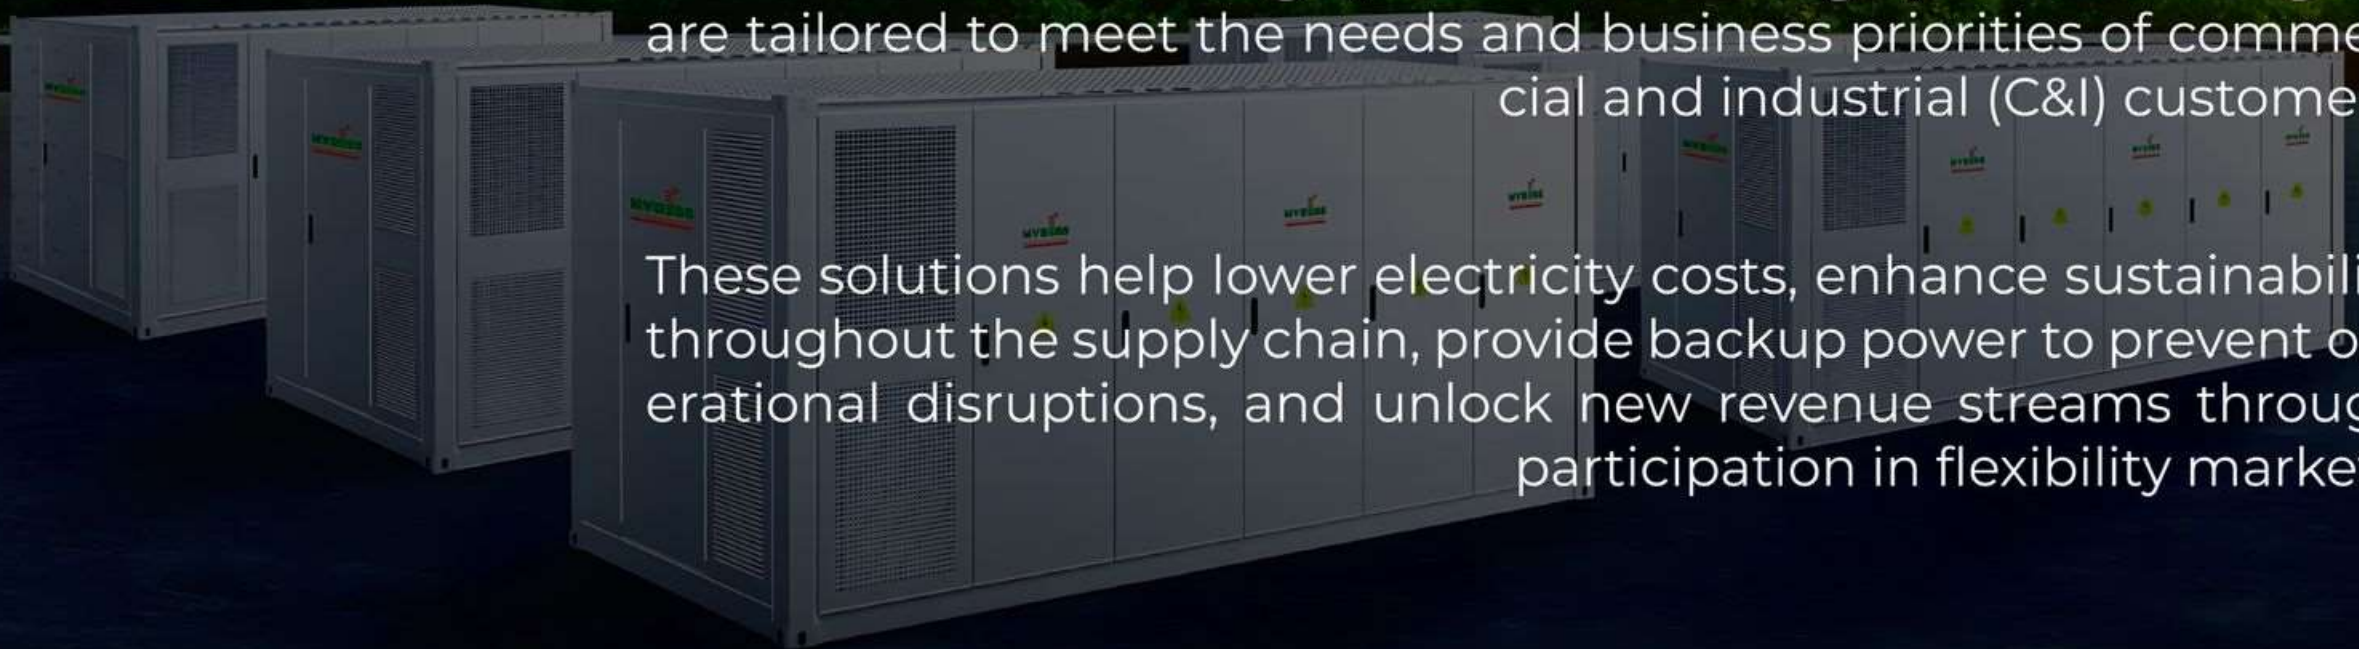 are tailored to meet the needs and business priorities of comme
cial and industrial (C&I) custome
These solutions help lower electricity costs, enhance sustainabili
throughout the supply chain, provide backup power to prevent o
erational disruptions, and unlock new revenue streams throug
participation in flexibility marke